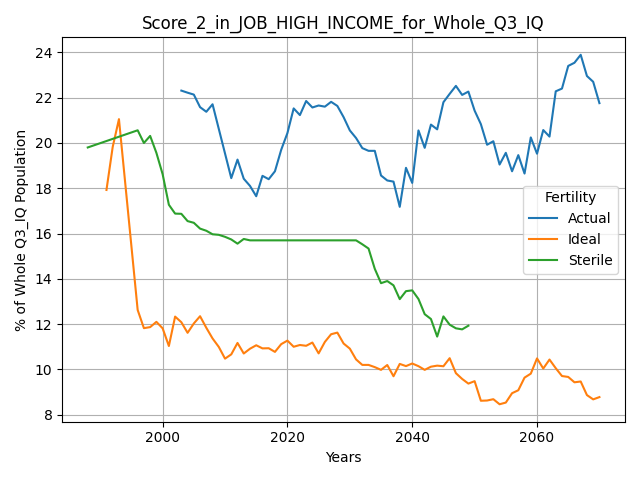 Score_2_in_JOB_HIGH_INCOME_for_Whole_Q3_IQ
% of Whole Q3_IQ Population
24
22
20
18
16
14
12
10
8
Fertility
Actual
Ideal
Sterile
2000
2020
2040
2060
Years